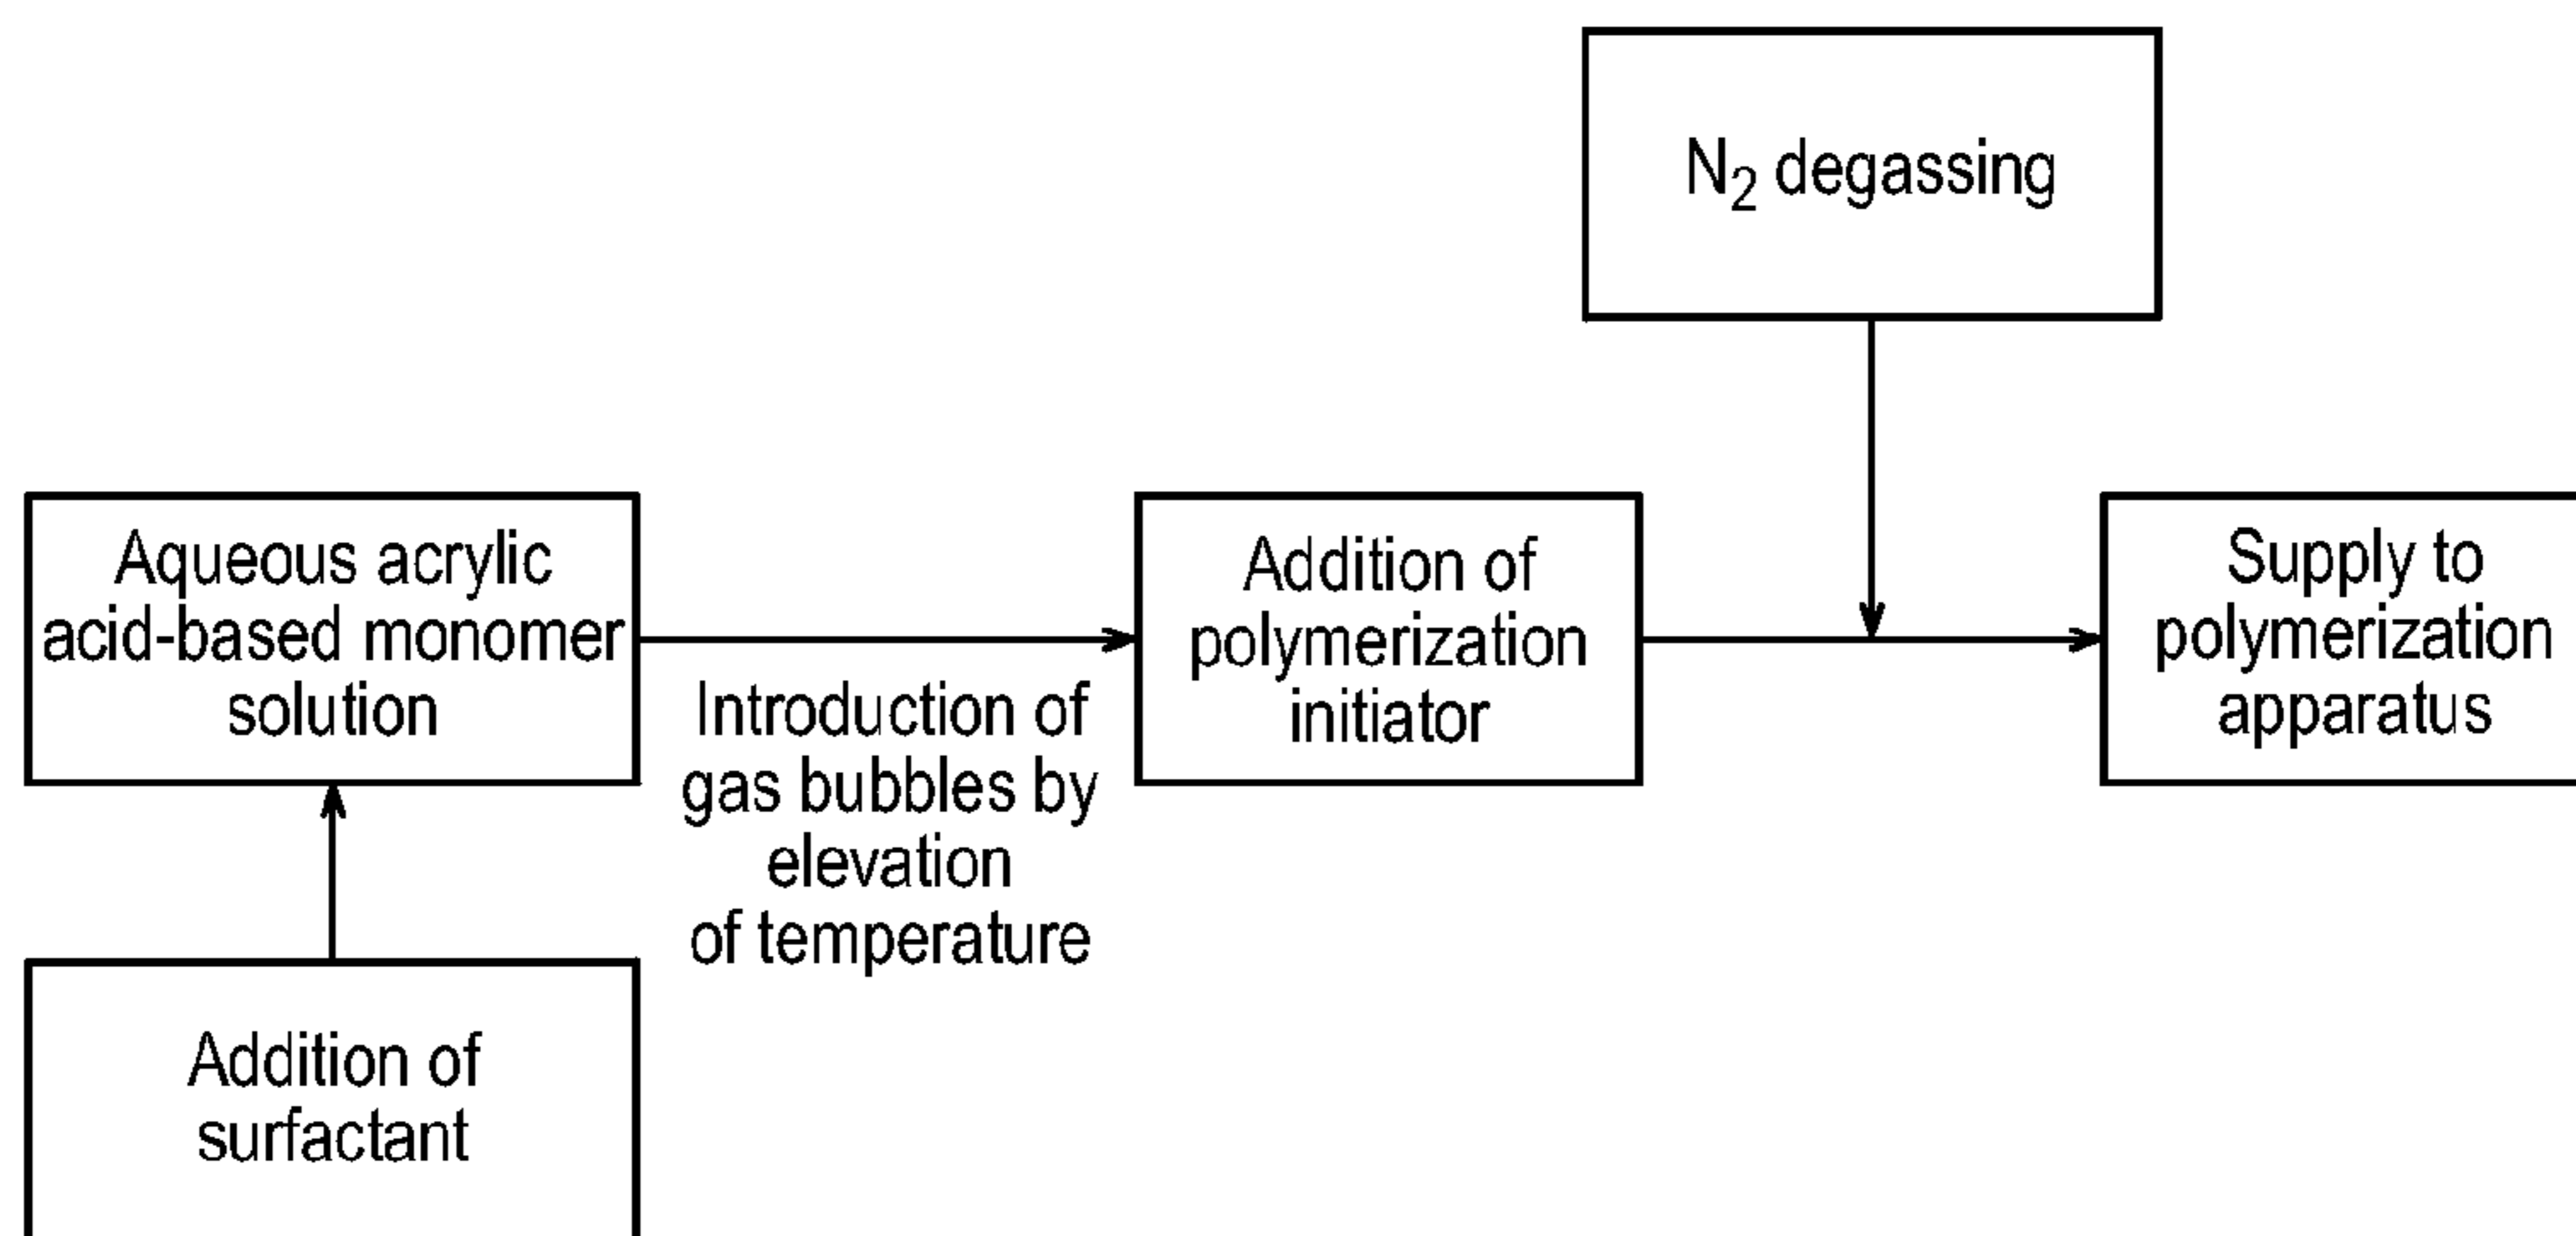 N₂ degassing
Aqueous acrylic
acid-based monomer
solution
Introduction of
gas bubbles by
elevation
of temperature
Addition of
polymerization
initiator
Supply to
polymerization
apparatus
Addition of
surfactant